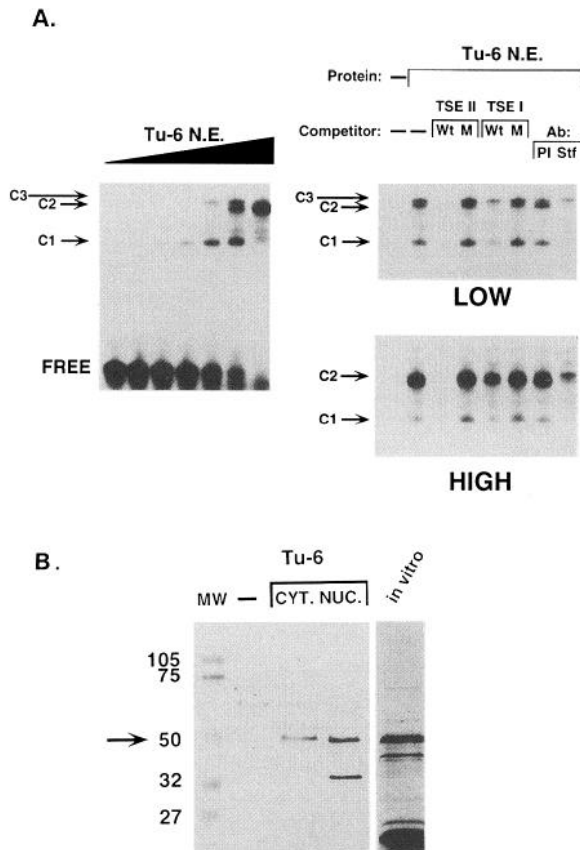 A.
Tu-6 N.E.
Protein: —
Tu-6 N.E.
TSE II TSE I
Competitor: — — Wt M Wt M Ab:
PI Stf
C3
C2
C1
FREE
C3
C2
C1
LOW
C2
C1
HIGH
B.
Tu-6
MW — CYT. NUC. in vitro
105
75
50
32
27